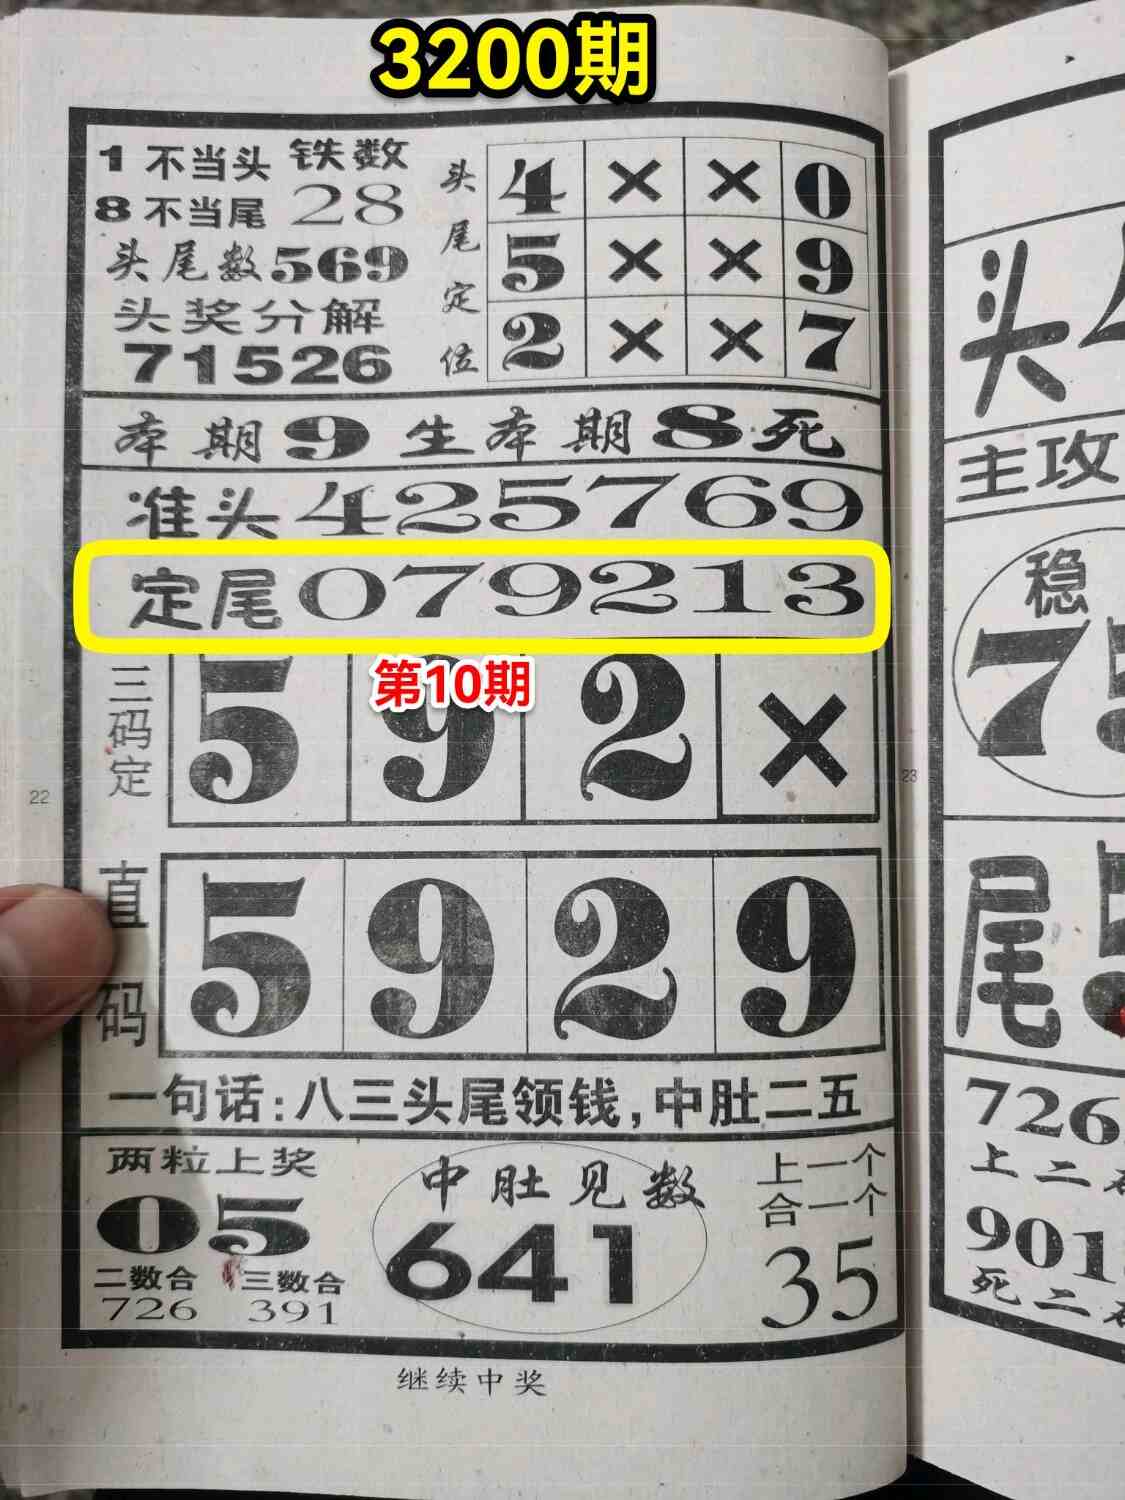 3200期
1 不当头 铁数
8 不当尾 28
头尾数569
头奖分解
71526
头尾定位
4 × × 0
5 × × 9
2 × × 7
本期9生本期8死
准头425769
定尾079213
第10期
三码定
5 9 2 ×
直码
5 9 2 9
一句话:八三头尾领钱,中肚二五
两粒上奖
05
二数合 三数合
726 391
中肚见数
641
上一个
合一个
35
继续中奖
22
23
头
主攻
稳
7
尾
726
上二
901
死二